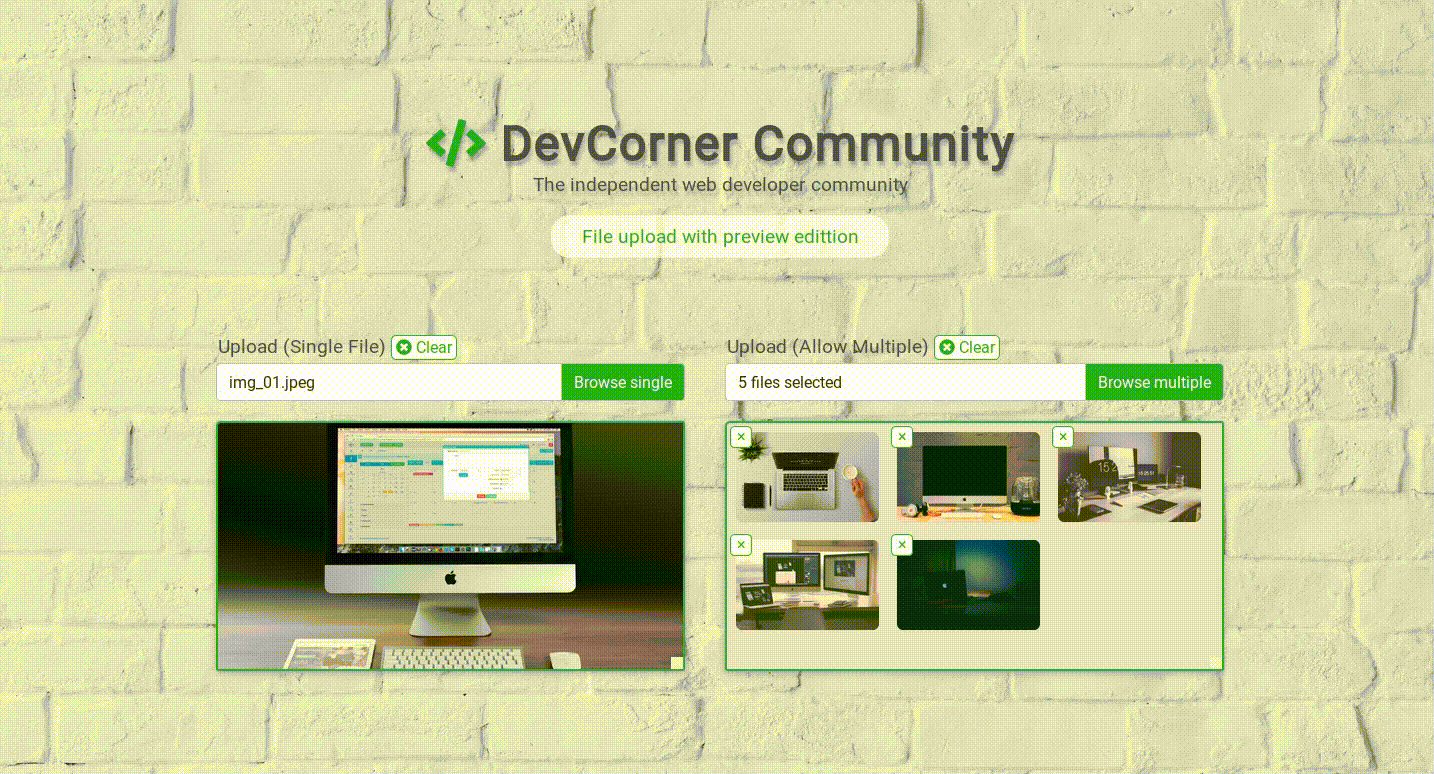 </> DevCorner Community
The independent web developer community
File upload with preview edittion
Upload (Single File) Clear
img_01.jpeg Browse single
Upload (Allow Multiple) Clear
5 files selected Browse multiple